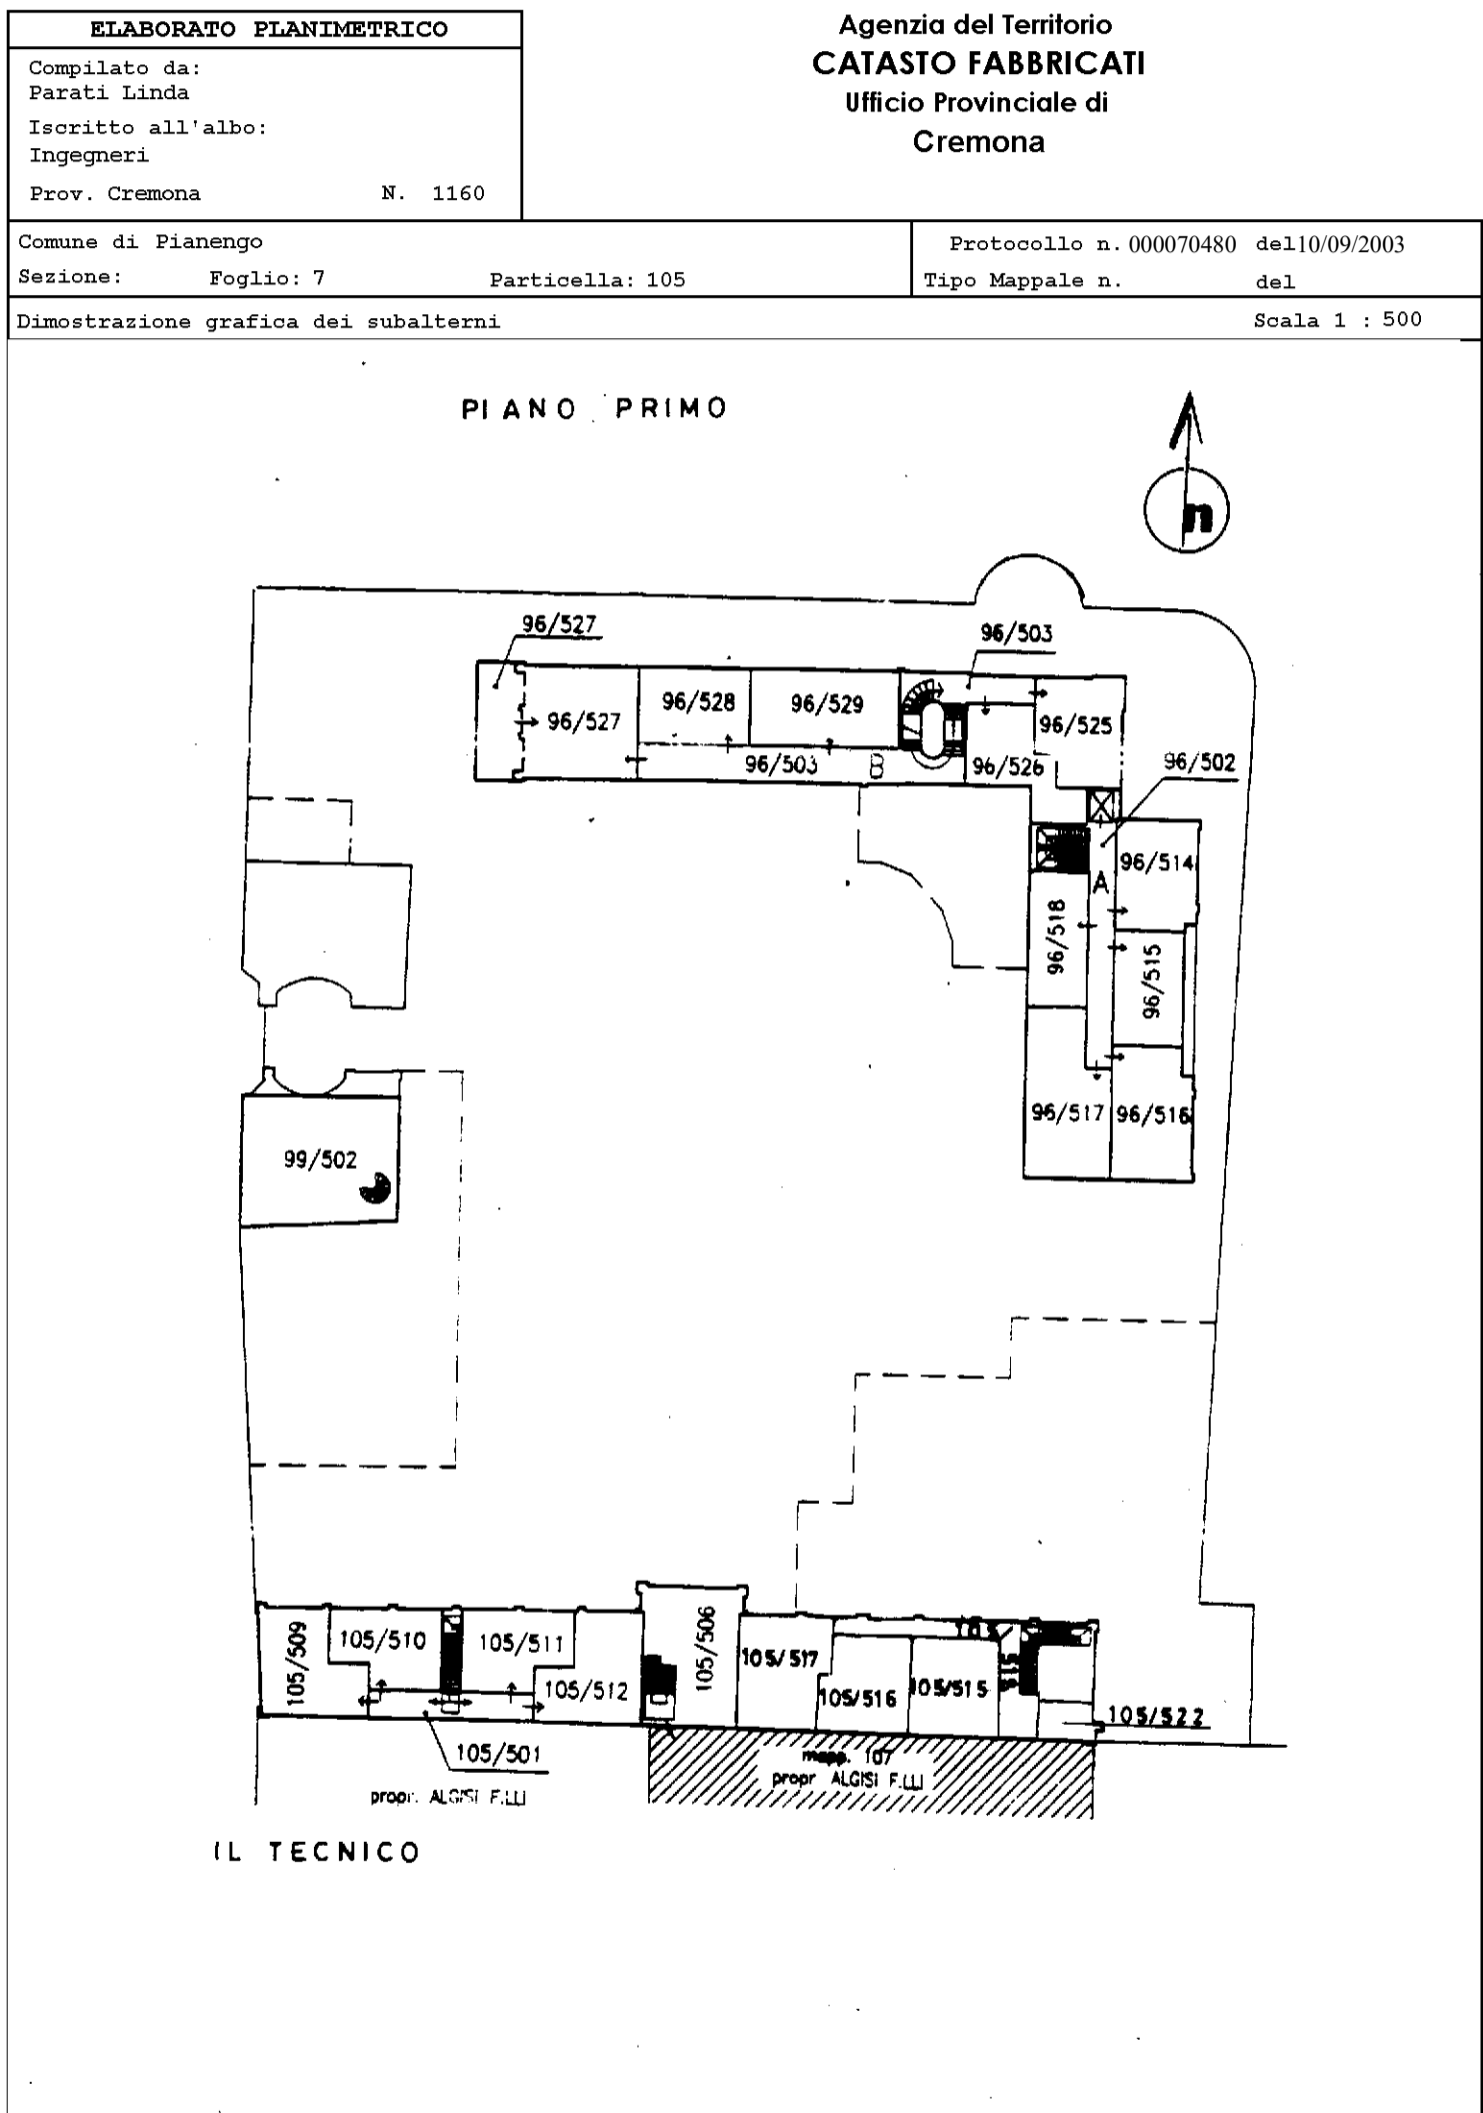 ELABORATO PLANIMETRICO
Compilato da:
Parati Linda
Iscritto all'albo:
Ingegneri
Prov. Cremona N. 1160
Agenzia del Territorio
CATASTO FABBRICATI
Ufficio Provinciale di
Cremona
Comune di Pianengo
Sezione: Foglio: 7 Particella: 105
Protocollo n. 000070480 del 10/09/2003
Tipo Mappale n. del
Dimostrazione grafica dei subalterni Scala 1 : 500
PIANO PRIMO
n
96/527
96/503
96/527
96/528
96/529
96/525
96/503
B
96/526
96/502
96/514
A
96/518
96/515
96/517
96/516
99/502
105/509
105/510
105/511
105/512
105/506
105/517
105/516
105/515
105/522
105/501
mapp. 107
propr ALGISI F.LLI
propr. ALGISI F.LLI
IL TECNICO